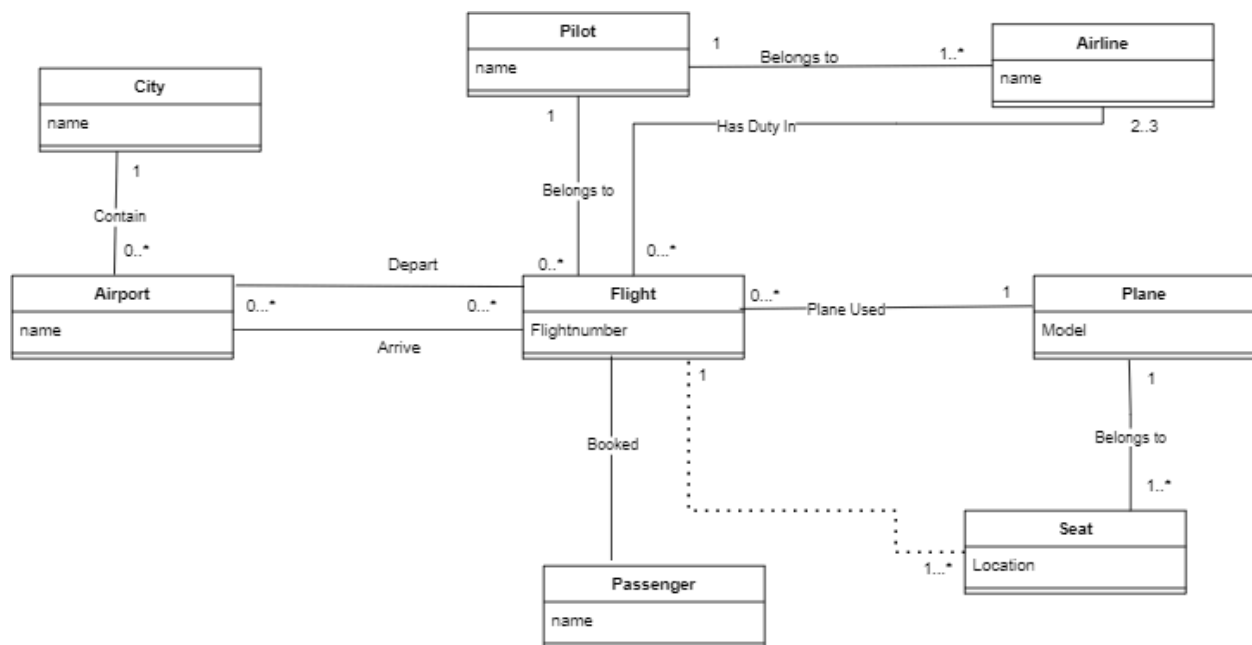 Pilot
name
1
Belongs to
1..*
Airline
name
City
name
1
Has Duty In
2..3
1
Belongs to
Contain
0..*
Depart
0..*
0...*
Airport
name
0...*
0...*
Arrive
Flight
Flightnumber
0...*
Plane Used
1
Plane
Model
1
1
Booked
Belongs to
1..*
Seat
Location
1...*
Passenger
name